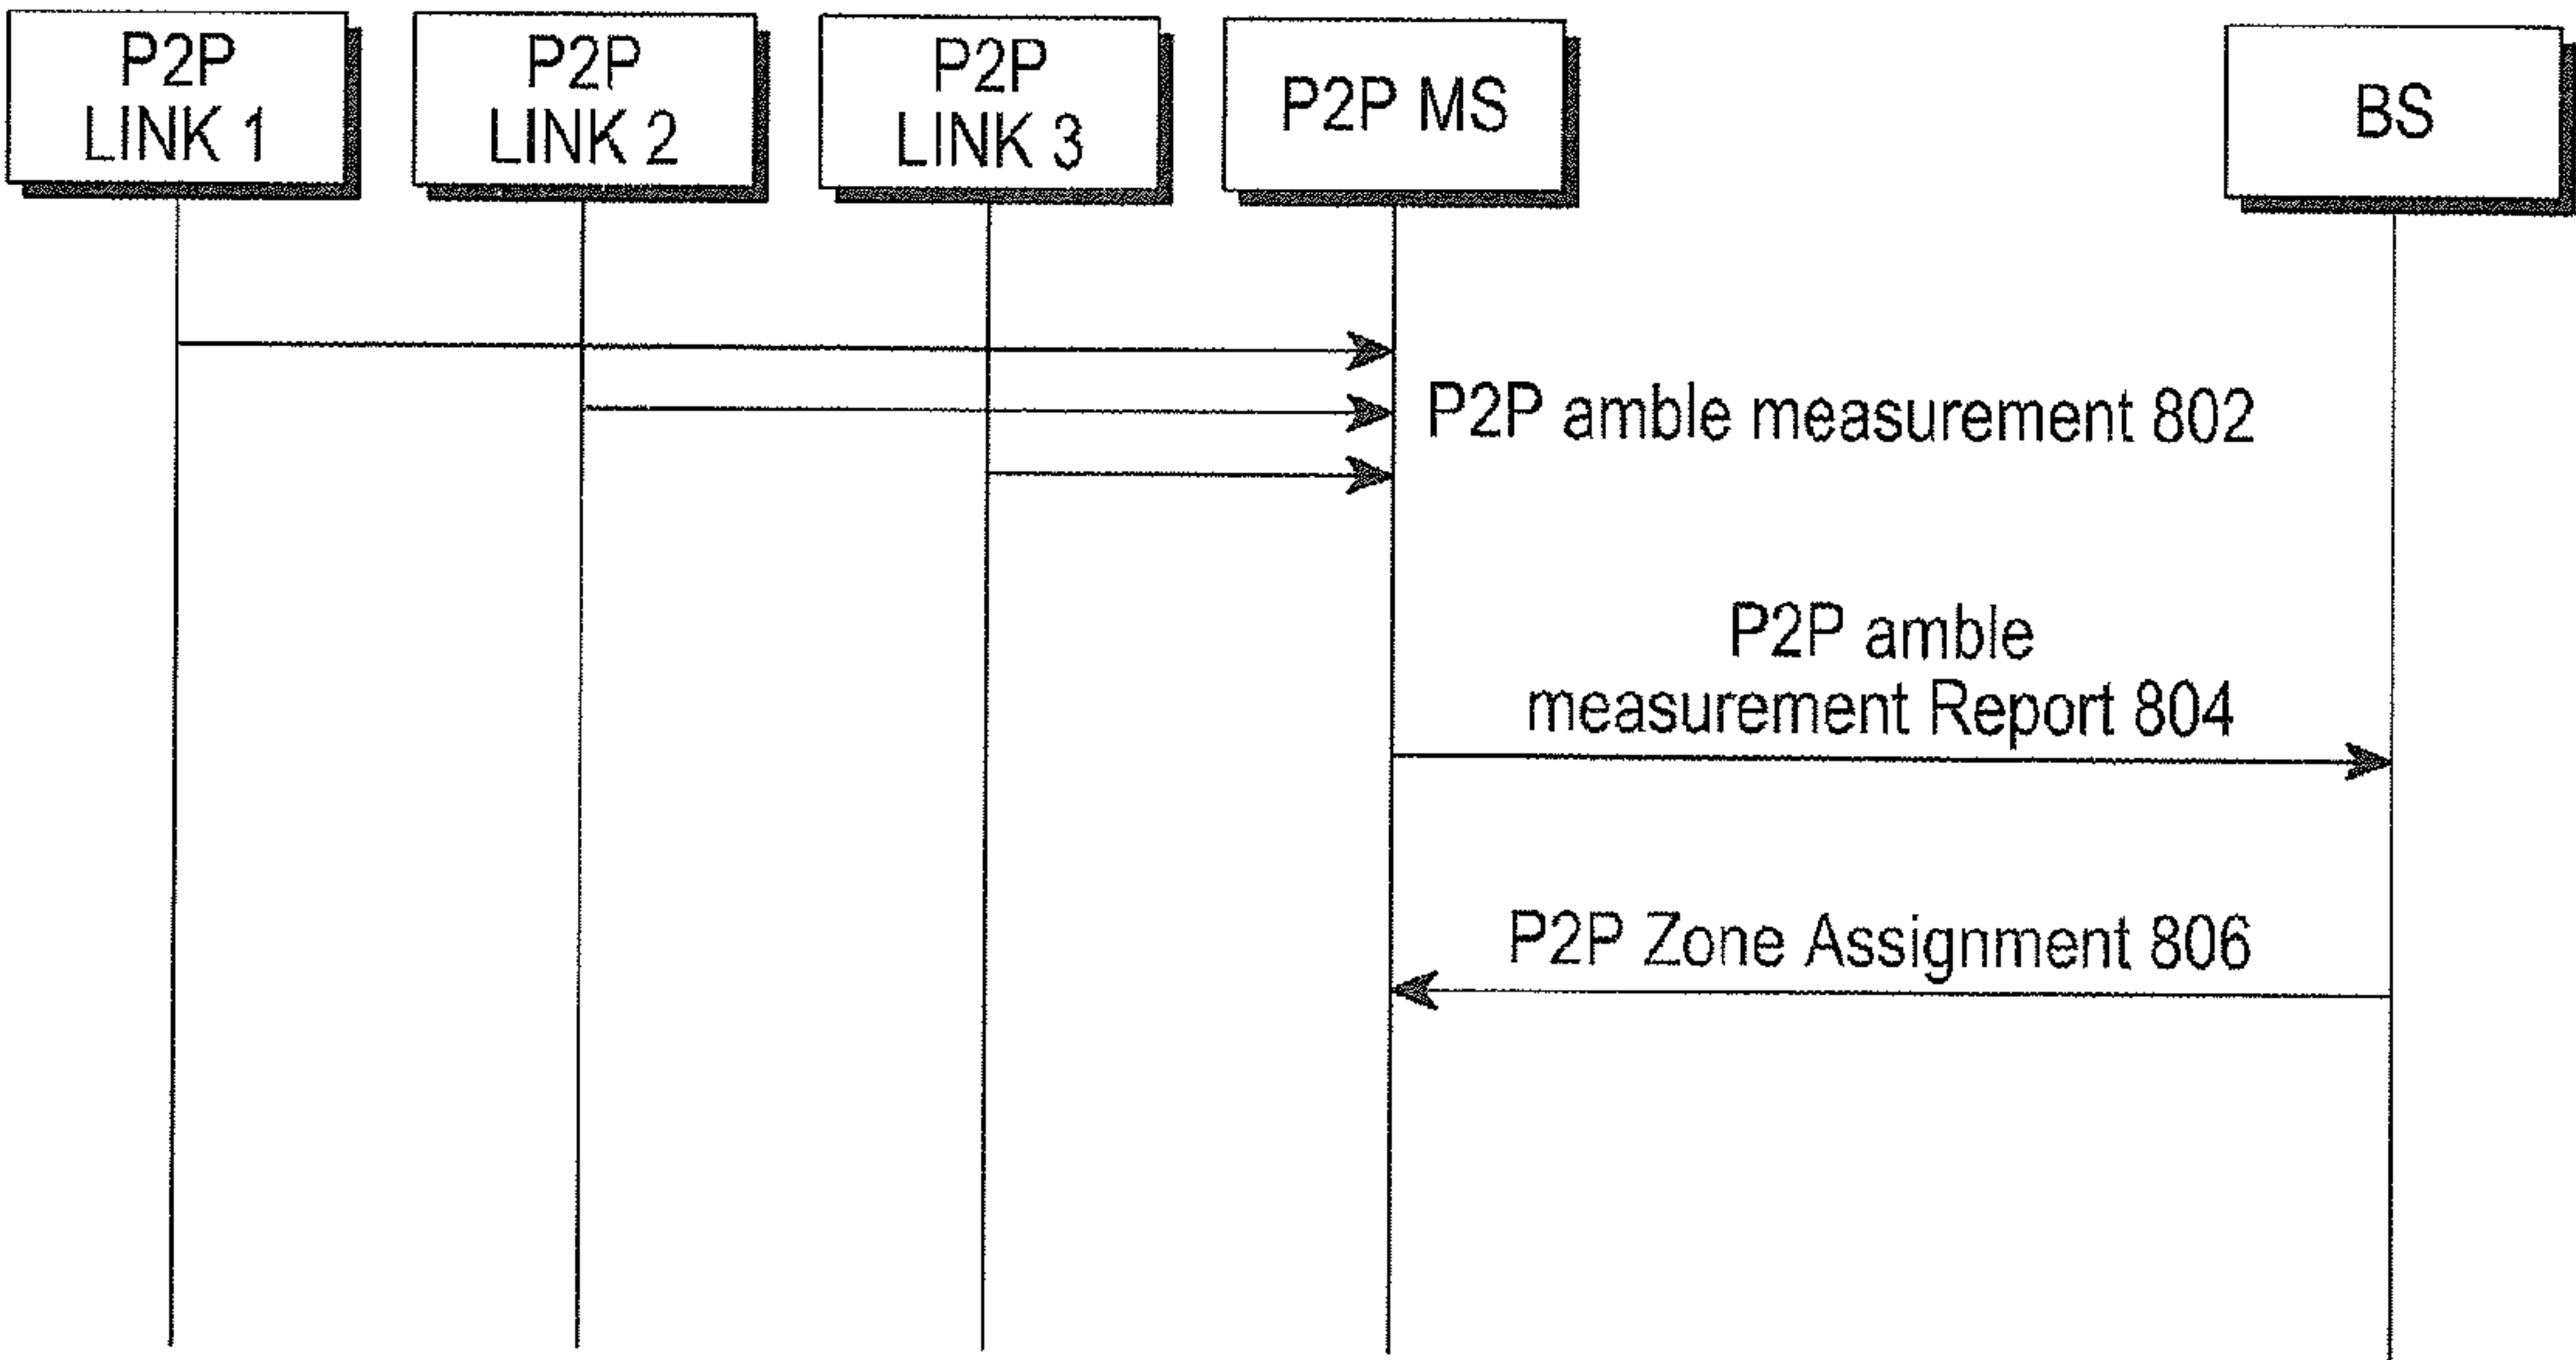 P2P
LINK 1
P2P
LINK 2
P2P
LINK 3
P2P MS
BS
P2P amble measurement 802
P2P amble
measurement Report 804
P2P Zone Assignment 806